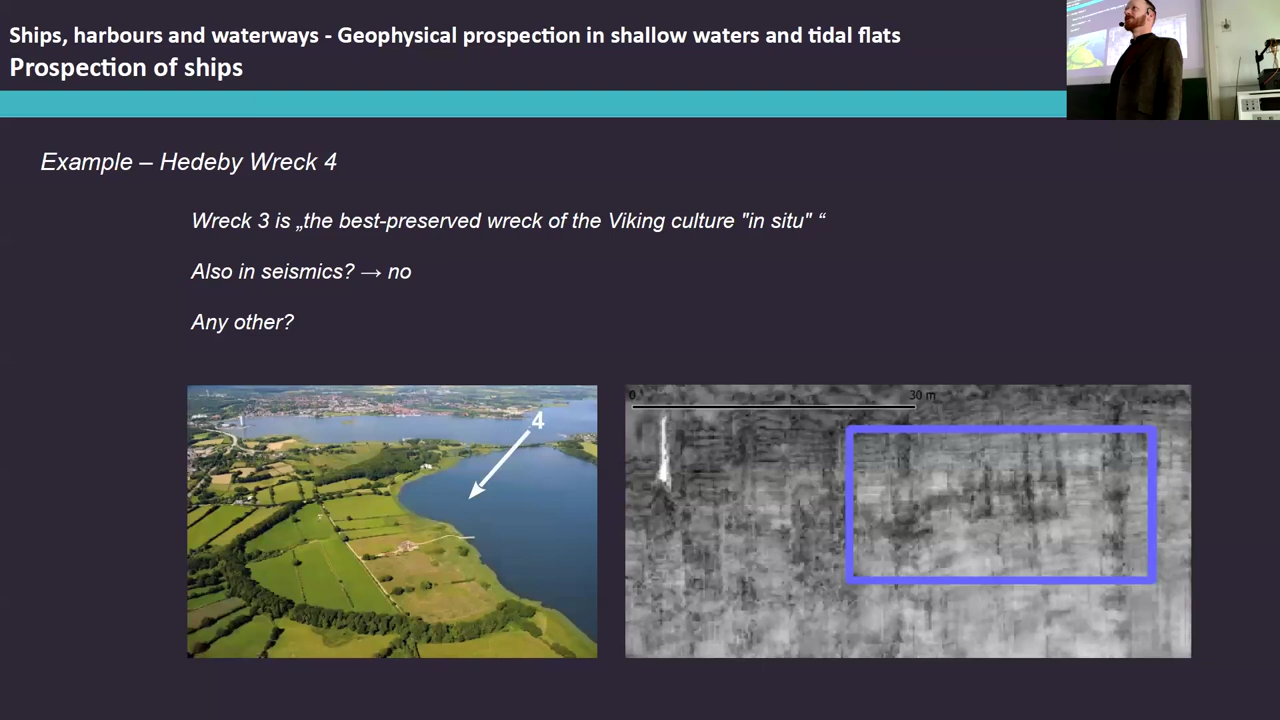 Ships, harbours and waterways - Geophysical prospection in shallow waters and tidal flats
Prospection of ships
Example – Hedeby Wreck 4
Wreck 3 is „the best-preserved wreck of the Viking culture "in situ" “
Also in seismics? → no
Any other?
4
0
30 m